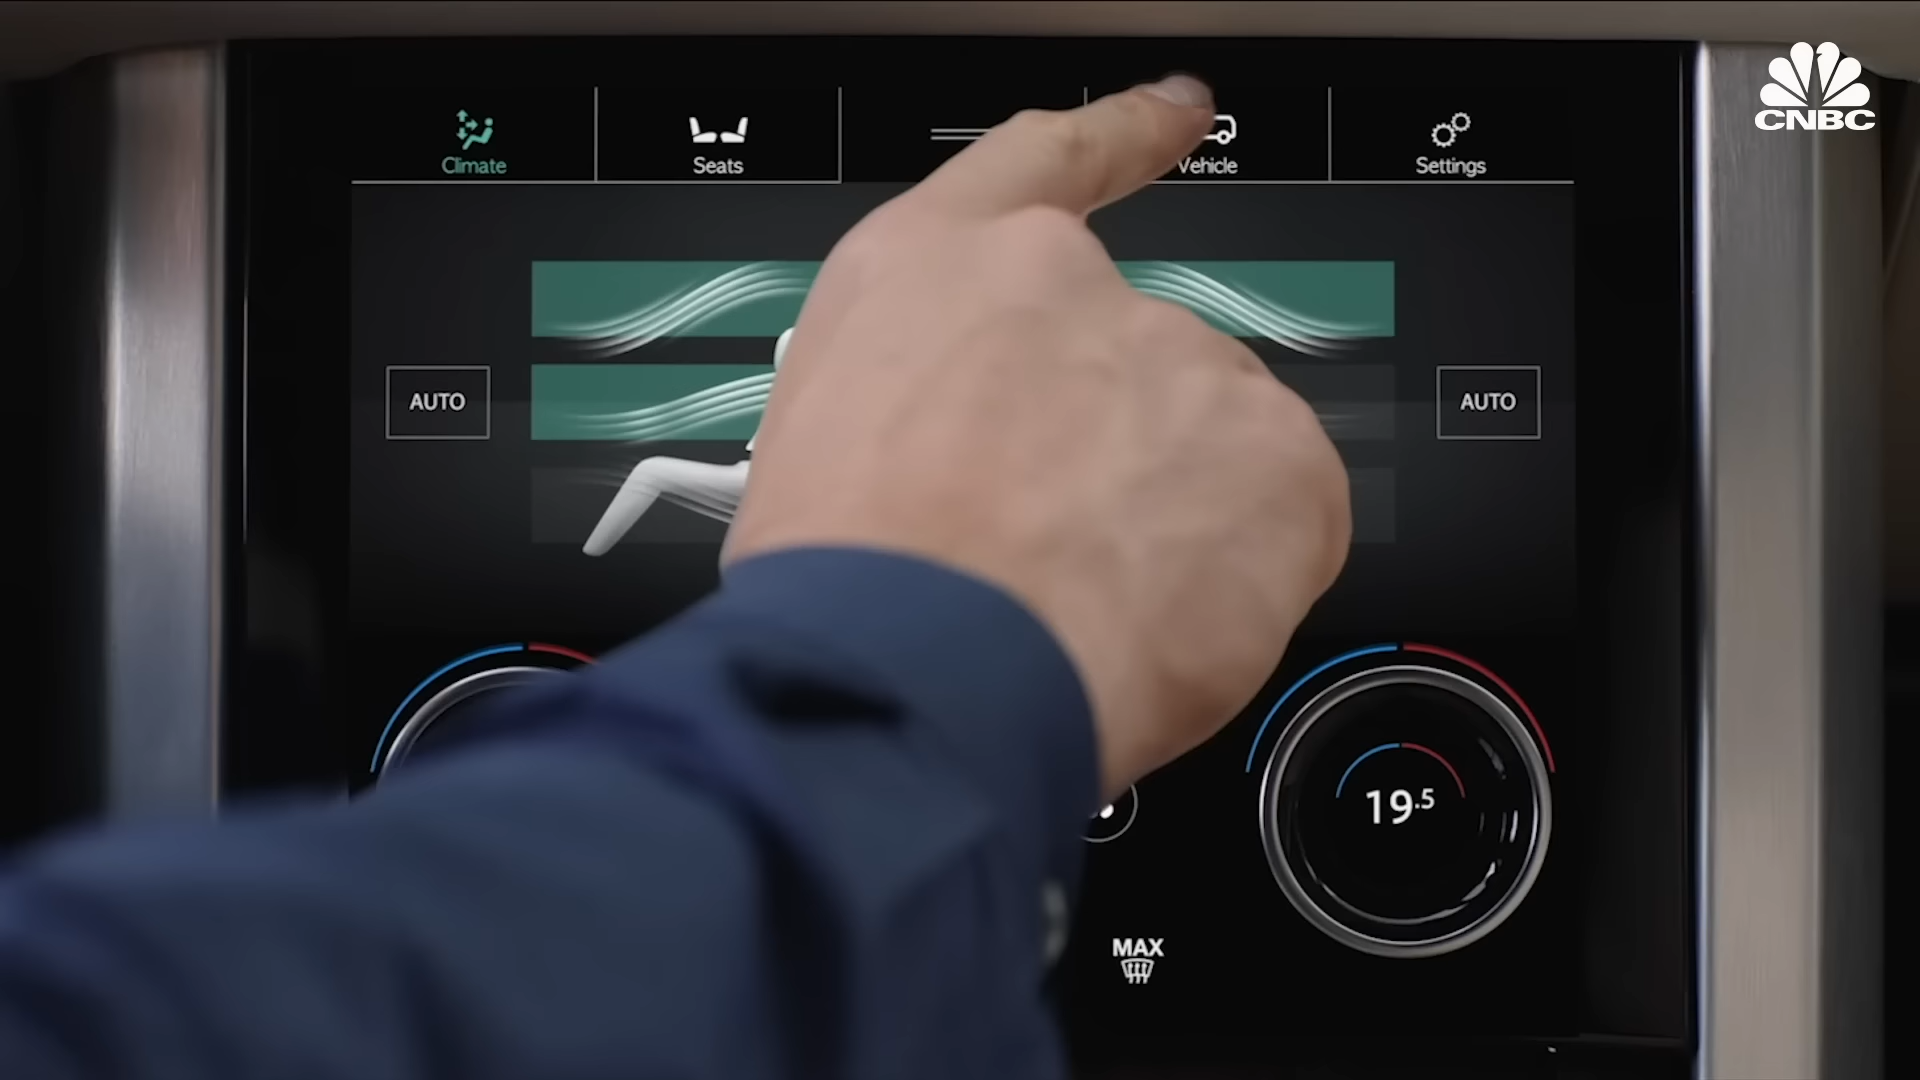 CNBC
Climate
Seats
Vehicle
Settings
AUTO
AUTO
19.5
MAX